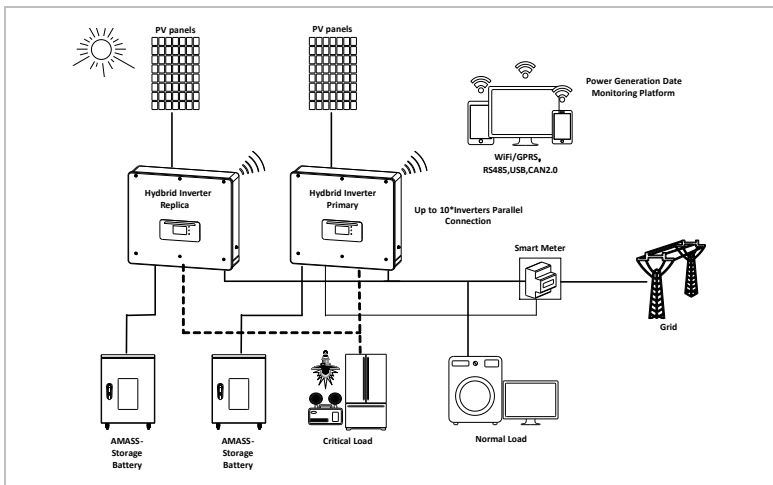 PV panels
PV panels
Power Generation Date
Monitoring Platform
WiFi/GPRS,
RS485,USB,CAN2.0
Hydbrid Inverter
Replica
Hydbrid Inverter
Primary
Up to 10*Inverters Parallel
Connection
Smart Meter
Grid
AMASS-
Storage
Battery
AMASS-
Storage
Battery
Critical Load
Normal Load